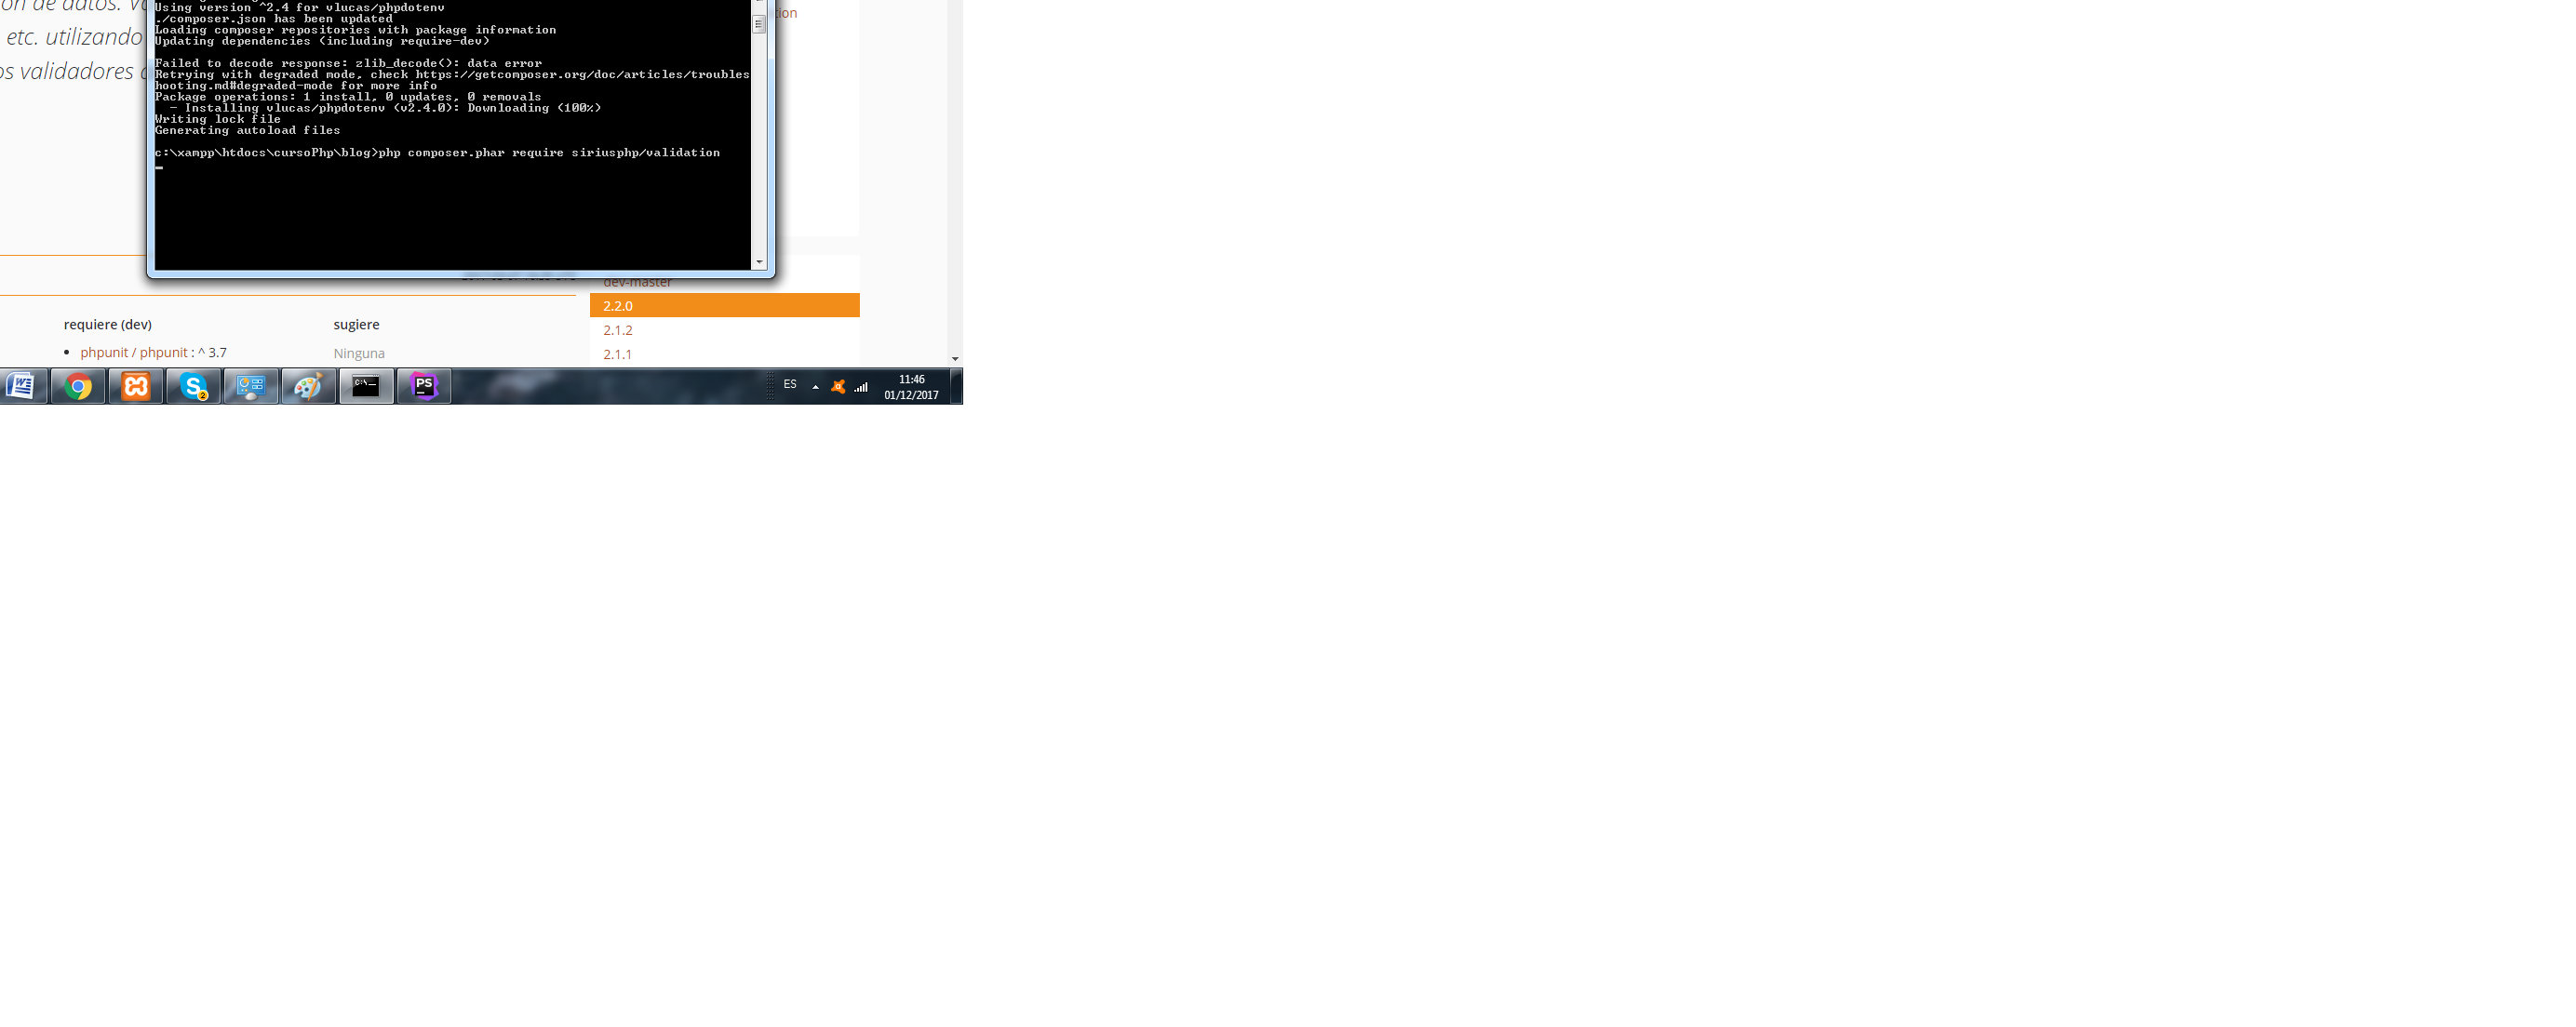 ón de datos.
etc. utilizando
os validadores
Using version ^2.4 for vlucas/phpdotenv
./composer.json has been updated
Loading composer repositories with package information
Updating dependencies (including require-dev)
Failed to decode response: zlib_decode(): data error
Retrying with degraded mode, check https://getcomposer.org/doc/articles/troubles
hooting.md#degraded-mode for more info
Package operations: 1 install, 0 updates, 0 removals
- Installing vlucas/phpdotenv (v2.4.0): Downloading (100%)
Writing lock file
Generating autoload files
c:\xampp\htdocs\cursoPhp\blog>php composer.phar require siriusphp/validation
tion
dev-master
2.2.0
2.1.2
2.1.1
requiere (dev)
phpunit / phpunit : ^ 3.7
sugiere
Ninguna
W
S
2
C:\
PS
ES
11:46
01/12/2017